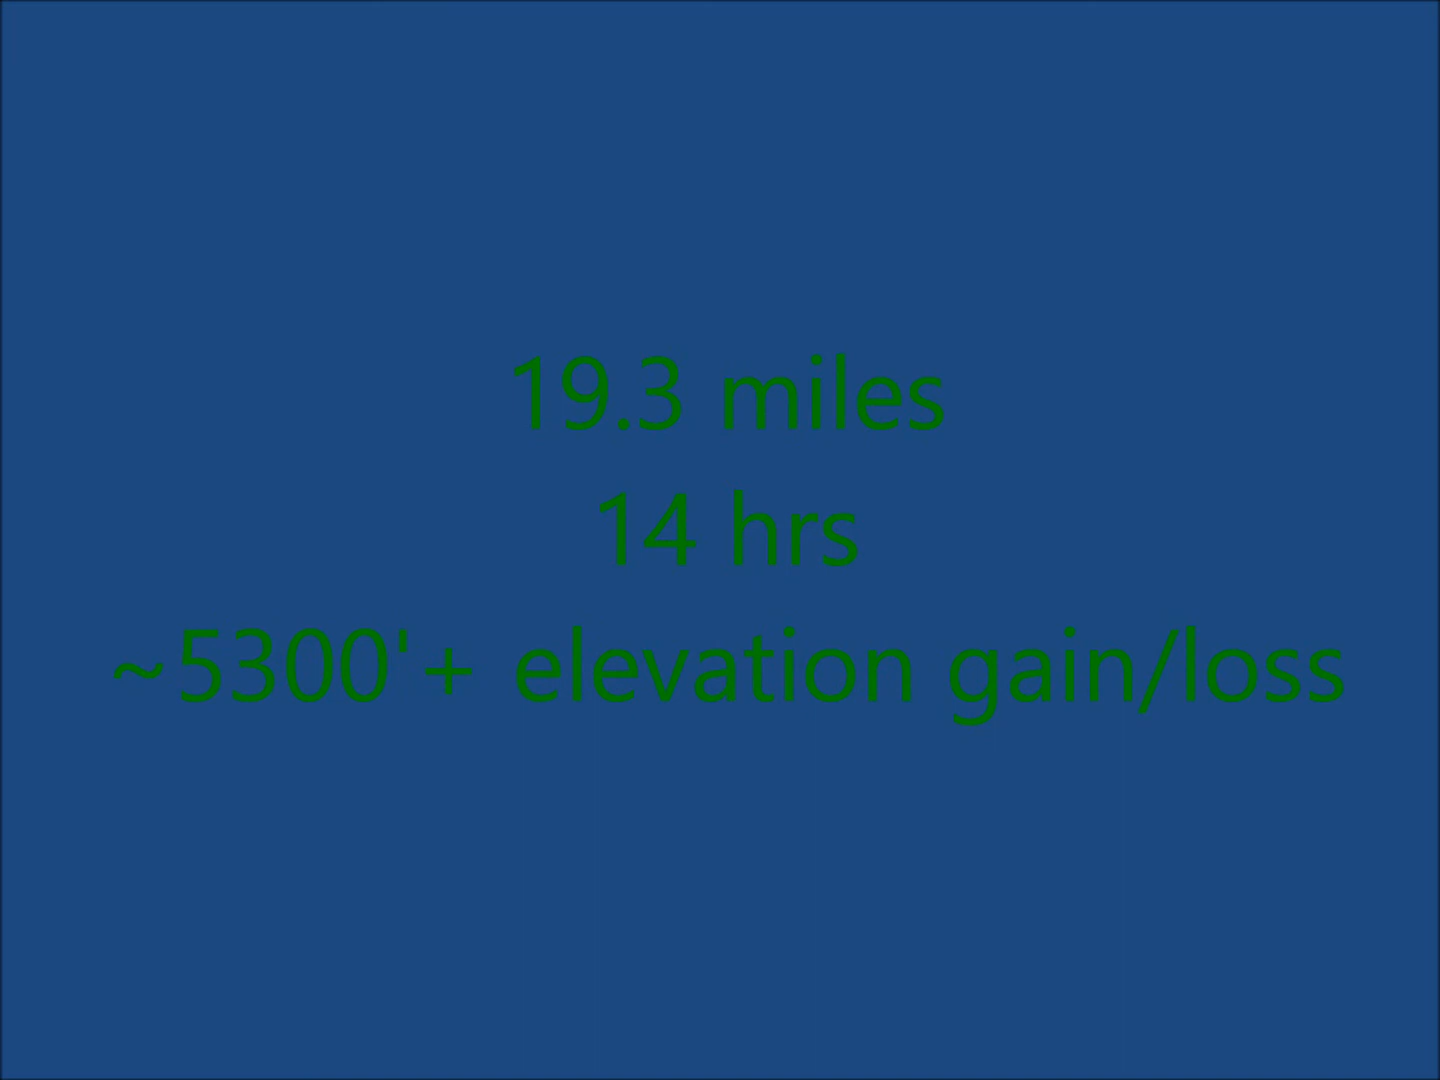 19.3 miles
14 hrs
~5300'+ elevation gain/loss